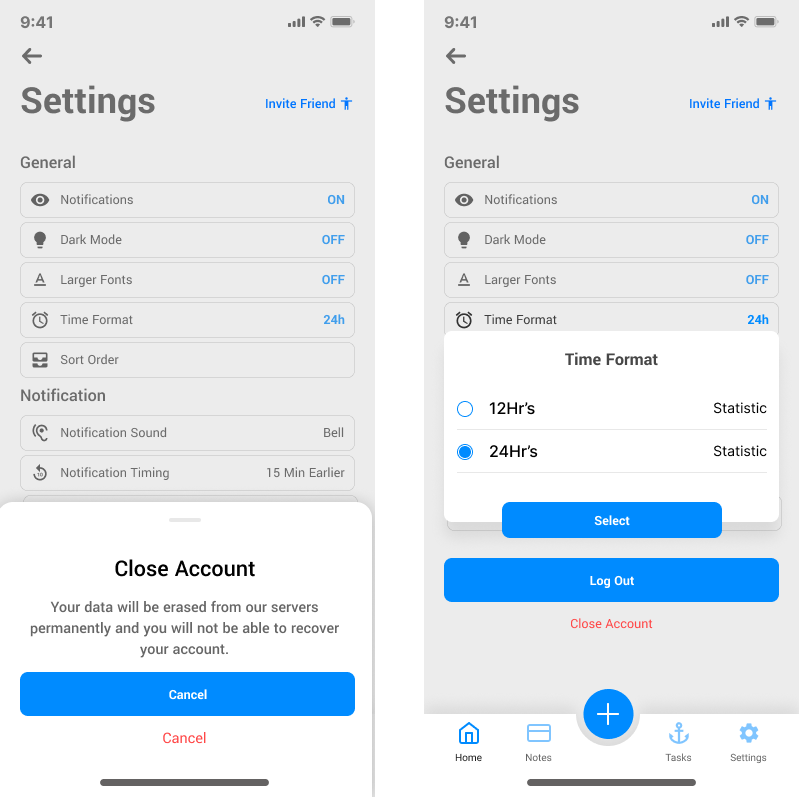 9:41
Settings
Invite Friend
General
Notifications ON
Dark Mode OFF
Larger Fonts OFF
Time Format 24h
Sort Order
Notification
Notification Sound Bell
Notification Timing 15 Min Earlier
Close Account
Your data will be erased from our servers
permanently and you will not be able to recover
your account.
Cancel
Cancel
9:41
Settings
Invite Friend
General
Notifications ON
Dark Mode OFF
Larger Fonts OFF
Time Format 24h
Time Format
12Hr's Statistic
24Hr's Statistic
Select
Log Out
Close Account
Home Notes Tasks Settings